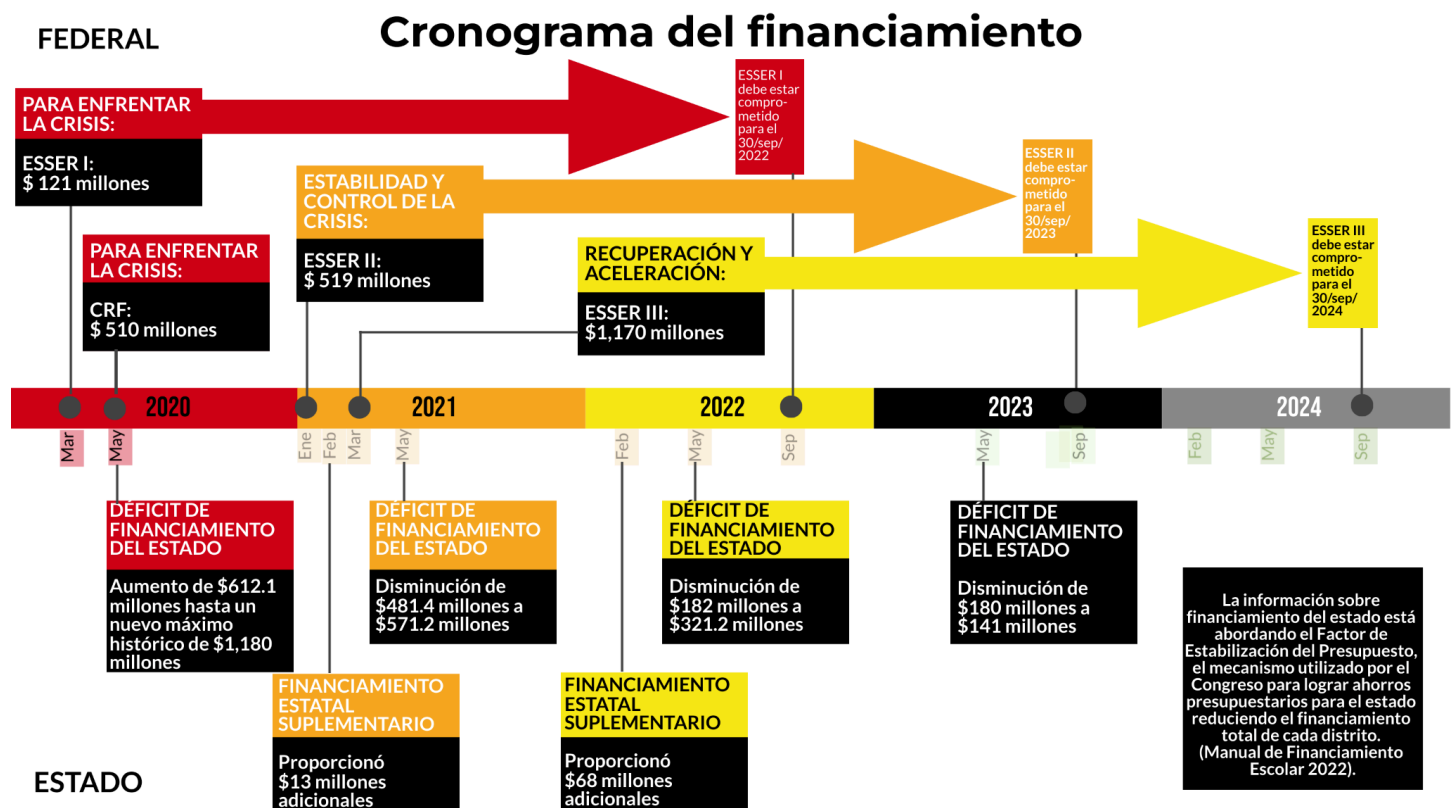 Cronograma del financiamiento
FEDERAL
PARA ENFRENTAR
LA CRISIS:
ESSER I:
$ 121 millones
ESSER I
debe estar
compro-
metido
para el
30/sep/
2022
PARA ENFRENTAR
LA CRISIS:
CRF:
$ 510 millones
ESTABILIDAD Y
CONTROL DE LA
CRISIS:
ESSER II:
$ 519 millones
ESSER II
debe estar
compro-
metido
para el
30/sep/
2023
RECUPERACIÓN Y
ACELERACIÓN:
ESSER III:
$1,170 millones
ESSER III
debe estar
compro-
metido
para el
30/sep/
2024
2020
2021
2022
2023
2024
Mar
May
Ene
Feb
Mar
May
Feb
May
Sep
May
Sep
Feb
May
Sep
DÉFICIT DE
FINANCIAMIENTO
DEL ESTADO
Aumento de $612.1
millones hasta un
nuevo máximo
histórico de $1,180
millones
DÉFICIT DE
FINANCIAMIENTO
DEL ESTADO
Disminución de
$481.4 millones a
$571.2 millones
DÉFICIT DE
FINANCIAMIENTO
DEL ESTADO
Disminución de
$182 millones a
$321.2 millones
DÉFICIT DE
FINANCIAMIENTO
DEL ESTADO
Disminución de
$180 millones a
$141 millones
FINANCIAMIENTO
ESTATAL
SUPLEMENTARIO
Proporcionó
$13 millones
adicionales
FINANCIAMIENTO
ESTATAL
SUPLEMENTARIO
Proporcionó
$68 millones
adicionales
La información sobre
financiamiento del estado está
abordando el Factor de
Estabilización del Presupuesto,
el mecanismo utilizado por el
Congreso para lograr ahorros
presupuestarios para el estado
reduciendo el financiamiento
total de cada distrito.
(Manual de Financiamiento
Escolar 2022).
ESTADO